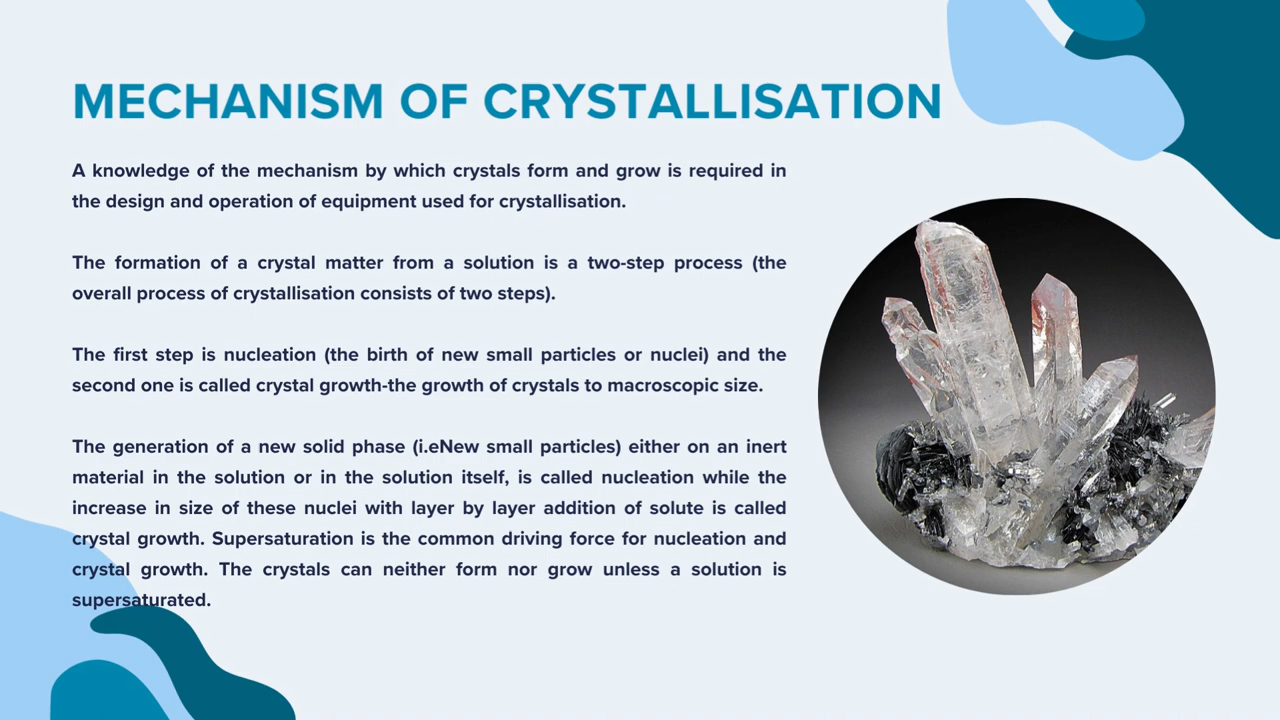 MECHANISM OF CRYSTALLISATION
A knowledge of the mechanism by which crystals form and grow is required in
the design and operation of equipment used for crystallisation.
The formation of a crystal matter from a solution is a two-step process (the
overall process of crystallisation consists of two steps).
The first step is nucleation (the birth of new small particles or nuclei) and the
second one is called crystal growth-the growth of crystals to macroscopic size.
The generation of a new solid phase (i.eNew small particles) either on an inert
material in the solution or in the solution itself, is called nucleation while the
increase in size of these nuclei with layer by layer addition of solute is called
crystal growth. Supersaturation is the common driving force for nucleation and
crystal growth. The crystals can neither form nor grow unless a solution is
supersaturated.